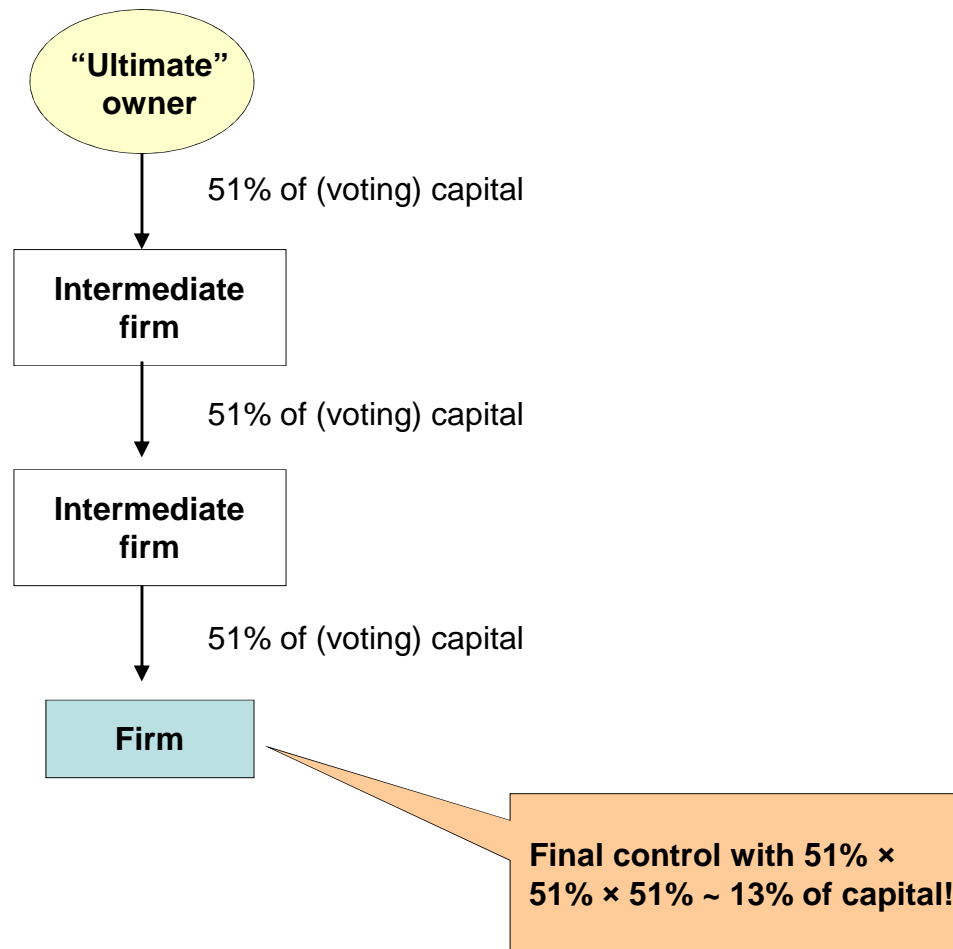 “Ultimate”
owner
51% of (voting) capital
Intermediate
firm
51% of (voting) capital
Intermediate
firm
51% of (voting) capital
Firm
Final control with 51% ×
51% × 51% ~ 13% of capital!